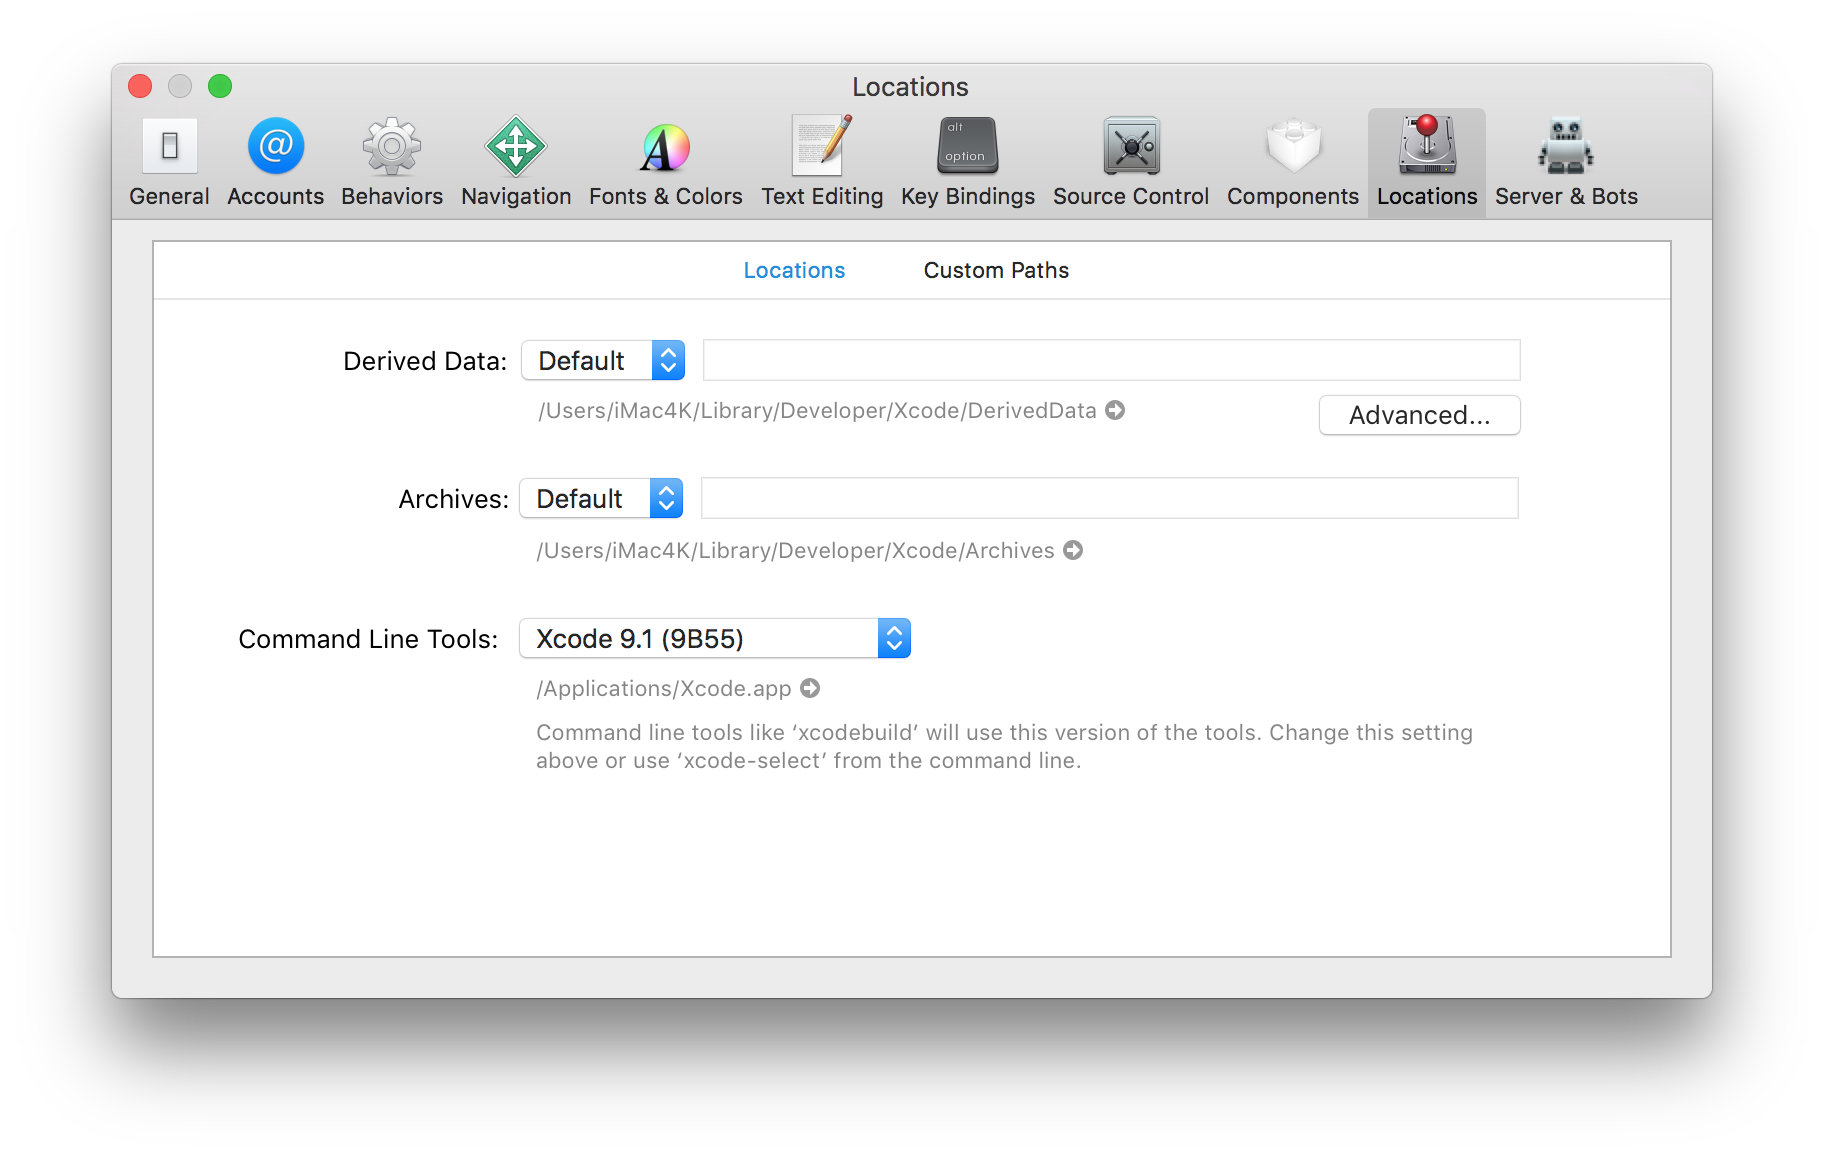 Locations
General Accounts Behaviors Navigation Fonts & Colors Text Editing Key Bindings Source Control Components Locations Server & Bots
alt
option
Locations Custom Paths
Derived Data: Default
/Users/iMac4K/Library/Developer/Xcode/DerivedData
Advanced...
Archives: Default
/Users/iMac4K/Library/Developer/Xcode/Archives
Command Line Tools: Xcode 9.1 (9B55)
/Applications/Xcode.app
Command line tools like ‘xcodebuild’ will use this version of the tools. Change this setting
above or use ‘xcode-select’ from the command line.